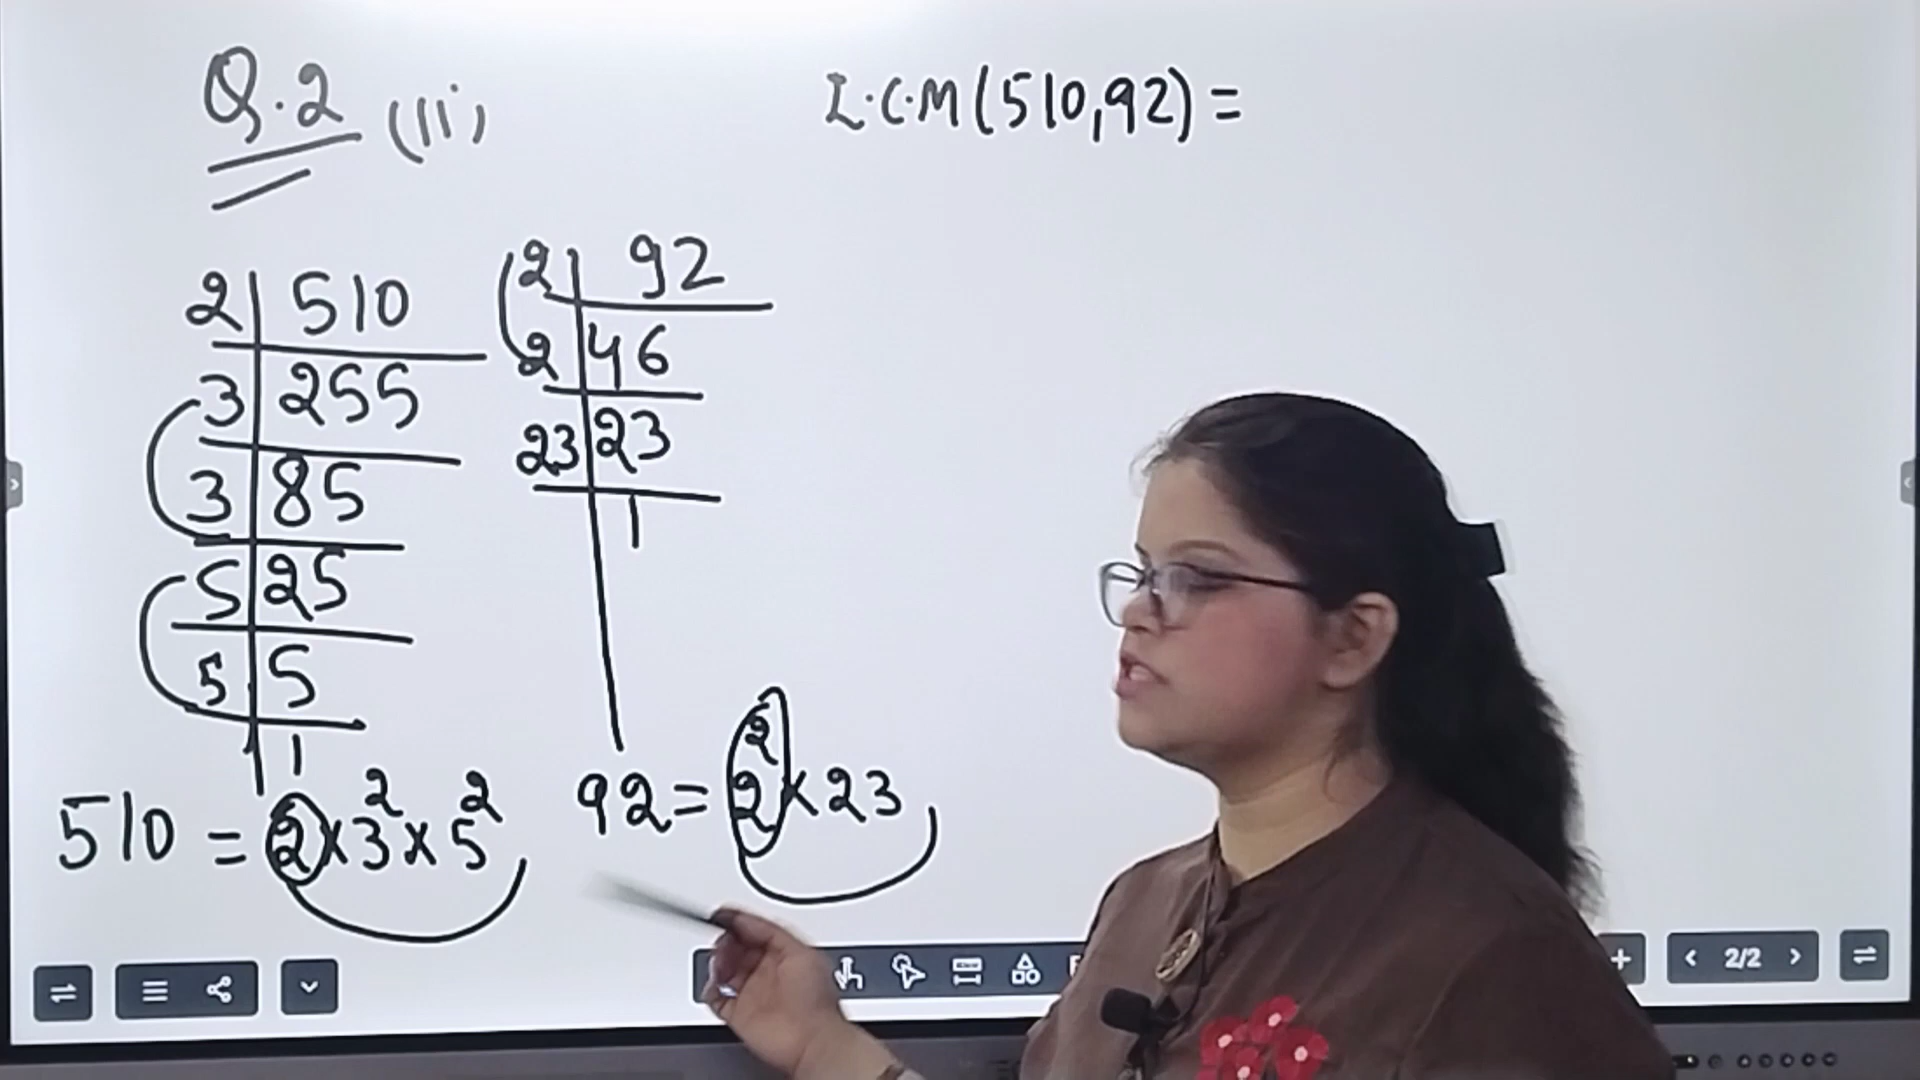 Q.2 (ii)
L.C.M(510,92) =
2 | 510
3 | 255
3 | 85
5 | 25
5 | 5
1
2 | 92
2 | 46
23 | 23
1
510 = 2 × 3² × 5²
92 = 2² × 23
2/2